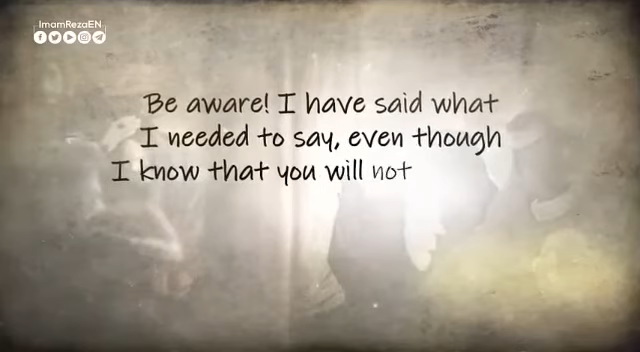 ImamRezaEN
Be aware! I have said what
I needed to say, even though
I know that you will not